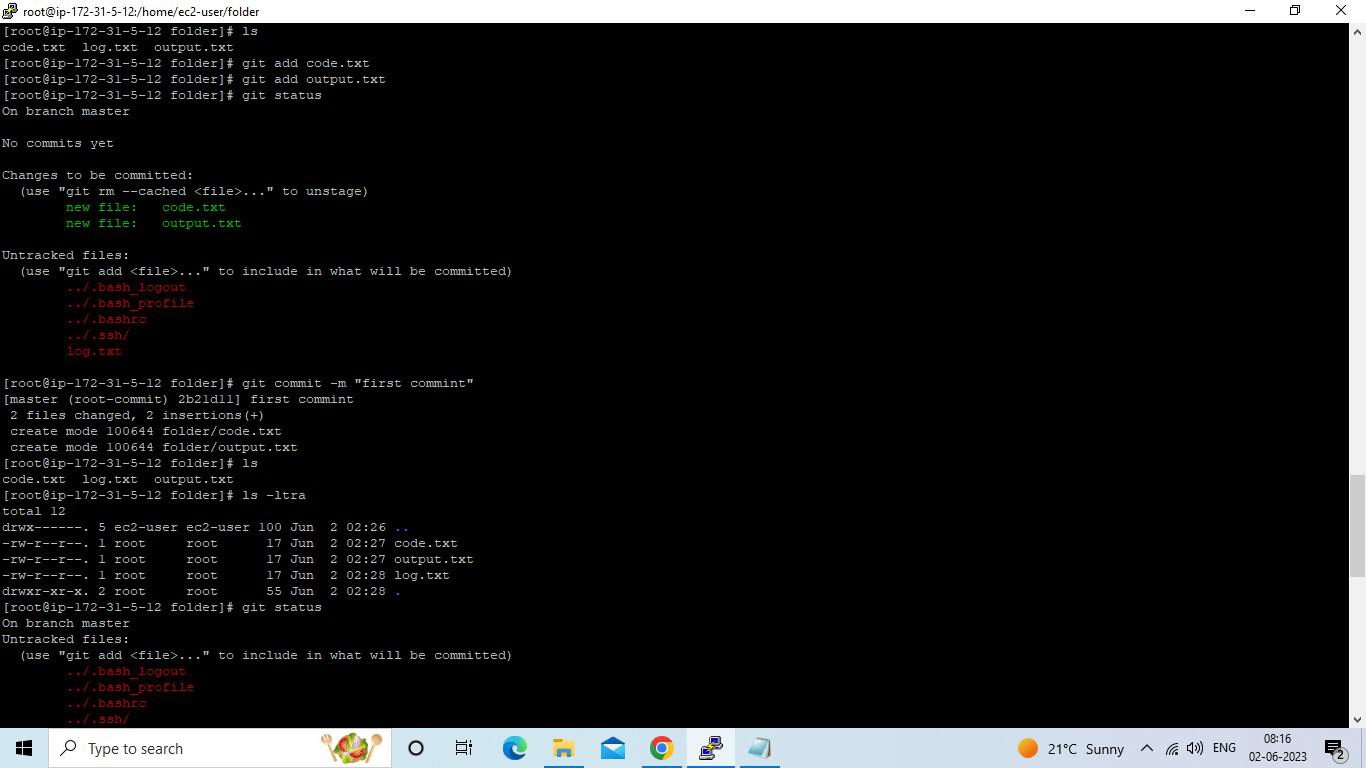 root@ip-172-31-5-12:/home/ec2-user/folder
[root@ip-172-31-5-12 folder]# ls
code.txt  log.txt  output.txt
[root@ip-172-31-5-12 folder]# git add code.txt
[root@ip-172-31-5-12 folder]# git add output.txt
[root@ip-172-31-5-12 folder]# git status
On branch master
No commits yet
Changes to be committed:
  (use "git rm --cached <file>..." to unstage)
        new file:   code.txt
        new file:   output.txt
Untracked files:
  (use "git add <file>..." to include in what will be committed)
        ../.bash_logout
        ../.bash_profile
        ../.bashrc
        ../.ssh/
        log.txt
[root@ip-172-31-5-12 folder]# git commit -m "first commint"
[master (root-commit) 2b21d11] first commint
 2 files changed, 2 insertions(+)
 create mode 100644 folder/code.txt
 create mode 100644 folder/output.txt
[root@ip-172-31-5-12 folder]# ls
code.txt  log.txt  output.txt
[root@ip-172-31-5-12 folder]# ls -ltra
total 12
drwx------. 5 ec2-user ec2-user 100 Jun  2 02:26 ..
-rw-r--r--. 1 root     root      17 Jun  2 02:27 code.txt
-rw-r--r--. 1 root     root      17 Jun  2 02:27 output.txt
-rw-r--r--. 1 root     root      17 Jun  2 02:28 log.txt
drwxr-xr-x. 2 root     root      55 Jun  2 02:28 .
[root@ip-172-31-5-12 folder]# git status
On branch master
Untracked files:
  (use "git add <file>..." to include in what will be committed)
        ../.bash_logout
        ../.bash_profile
        ../.bashrc
        ../.ssh/
Type to search
21°C Sunny
ENG
08:16
02-06-2023
2